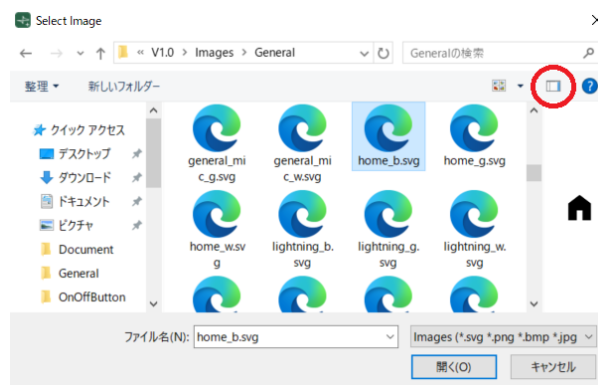 Select Image
« V1.0 > Images > General
Generalの検索
整理
新しいフォルダー
?
クイック アクセス
デスクトップ
ダウンロード
ドキュメント
ピクチャ
Document
General
OnOffButton
general_mi
c_g.svg
general_mi
c_w.svg
home_b.svg
home_g.svg
home_w.sv
g
lightning_b.
svg
lightning_g.
svg
lightning_w.
svg
ファイル名(N):
home_b.svg
Images (*.svg *.png *.bmp *.jpg
開く(O)
キャンセル